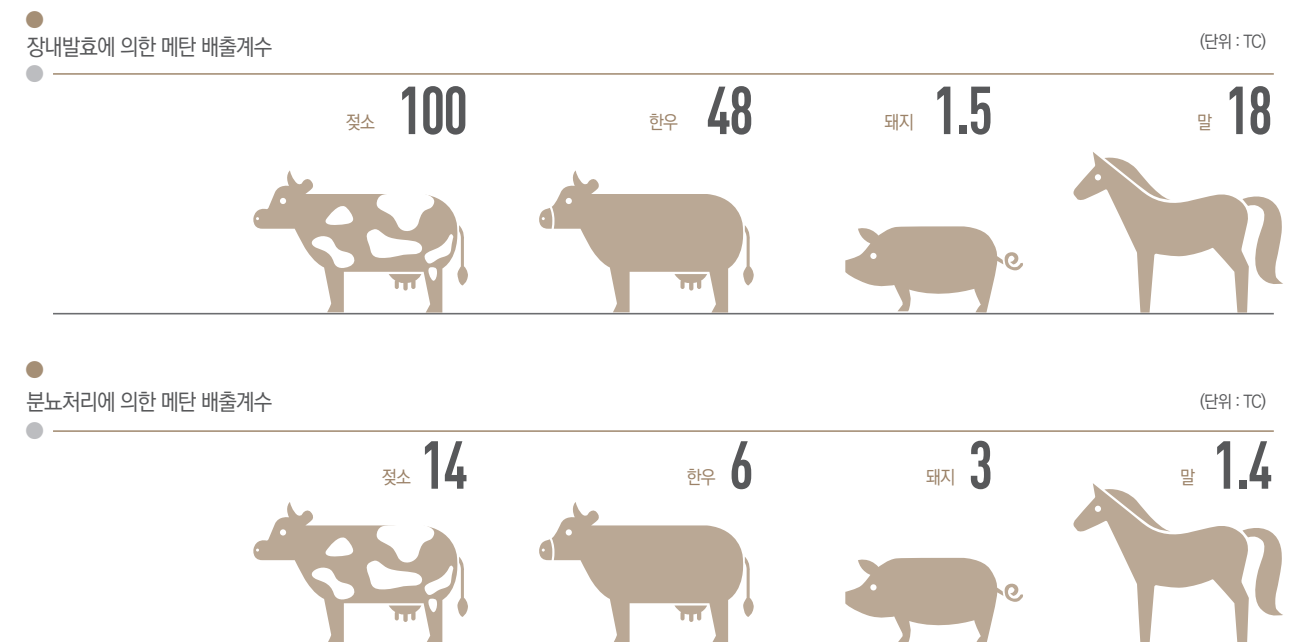 장내발효에 의한 메탄 배출계수
(단위 : TC)
젖소 100
한우 48
돼지 1.5
말 18
분뇨처리에 의한 메탄 배출계수
(단위 : TC)
젖소 14
한우 6
돼지 3
말 1.4